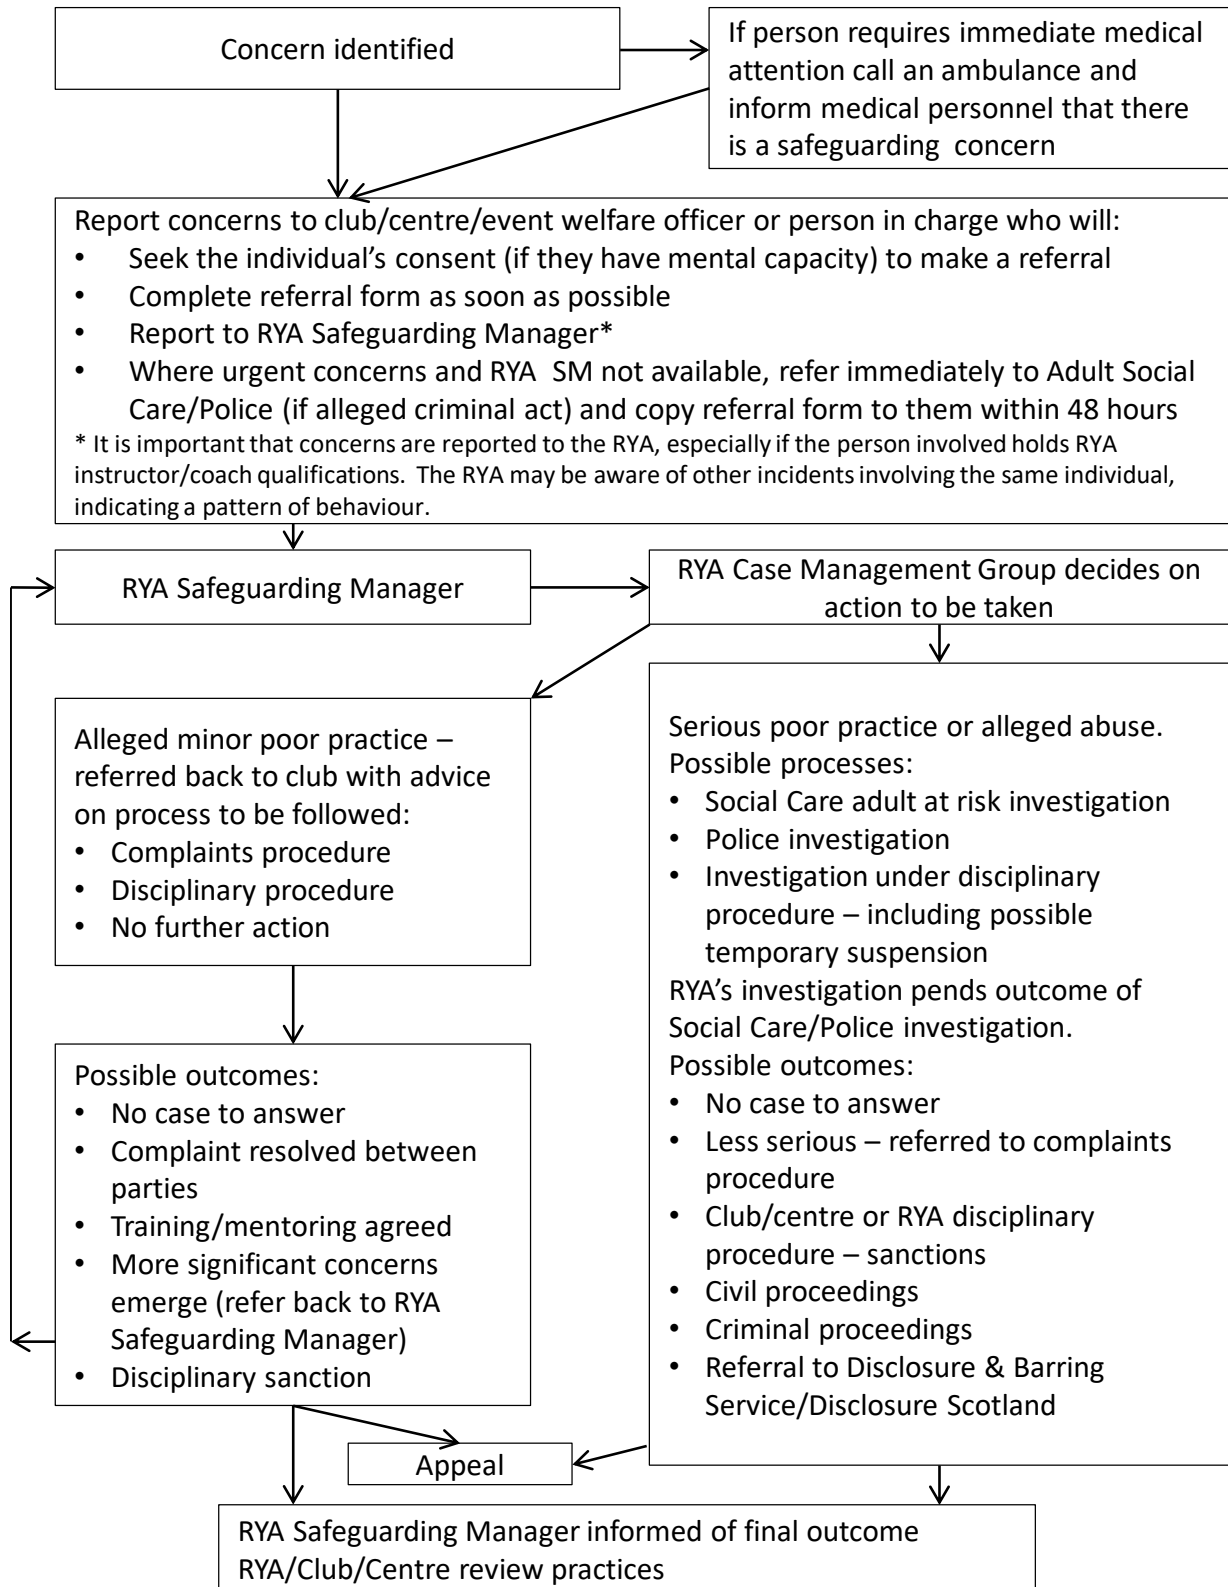 Concern identified
If person requires immediate medical
attention call an ambulance and
inform medical personnel that there
is a safeguarding concern
Report concerns to club/centre/event welfare officer or person in charge who will:
• Seek the individual’s consent (if they have mental capacity) to make a referral
• Complete referral form as soon as possible
• Report to RYA Safeguarding Manager*
• Where urgent concerns and RYA SM not available, refer immediately to Adult Social
Care/Police (if alleged criminal act) and copy referral form to them within 48 hours
* It is important that concerns are reported to the RYA, especially if the person involved holds RYA
instructor/coach qualifications. The RYA may be aware of other incidents involving the same individual,
indicating a pattern of behaviour.
RYA Safeguarding Manager
RYA Case Management Group decides on
action to be taken
Alleged minor poor practice –
referred back to club with advice
on process to be followed:
• Complaints procedure
• Disciplinary procedure
• No further action
Serious poor practice or alleged abuse.
Possible processes:
• Social Care adult at risk investigation
• Police investigation
• Investigation under disciplinary
procedure – including possible
temporary suspension
RYA’s investigation pends outcome of
Social Care/Police investigation.
Possible outcomes:
• No case to answer
• Less serious – referred to complaints
procedure
• Club/centre or RYA disciplinary
procedure – sanctions
• Civil proceedings
• Criminal proceedings
• Referral to Disclosure & Barring
Service/Disclosure Scotland
Possible outcomes:
• No case to answer
• Complaint resolved between
parties
• Training/mentoring agreed
• More significant concerns
emerge (refer back to RYA
Safeguarding Manager)
• Disciplinary sanction
Appeal
RYA Safeguarding Manager informed of final outcome
RYA/Club/Centre review practices